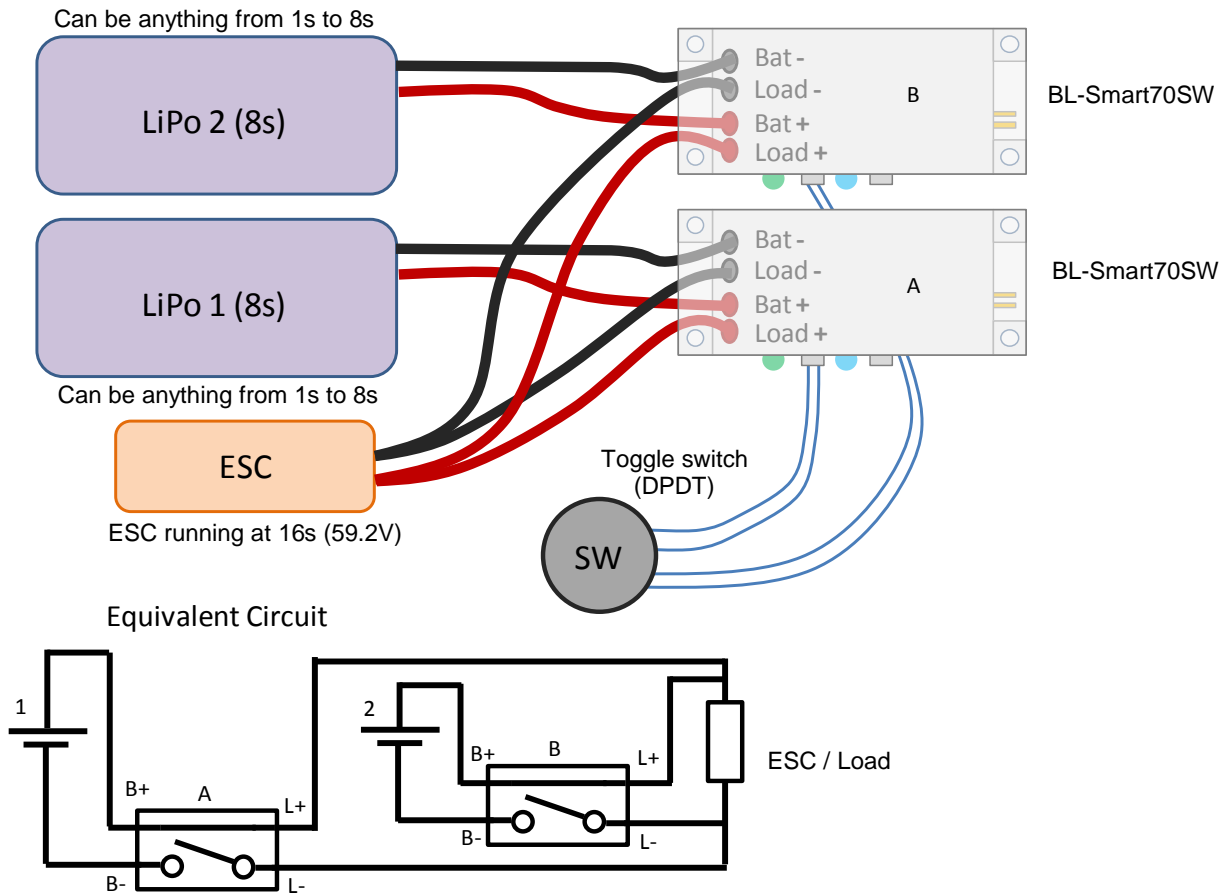 Can be anything from 1s to 8s
LiPo 2 (8s)
Bat -
Load -
Bat +
Load +
B
BL-Smart70SW
LiPo 1 (8s)
Bat -
Load -
Bat +
Load +
A
BL-Smart70SW
Can be anything from 1s to 8s
ESC
ESC running at 16s (59.2V)
Toggle switch
(DPDT)
SW
Equivalent Circuit
1
B+
A
L+
B-
L-
2
B+
B
L+
B-
L-
ESC / Load